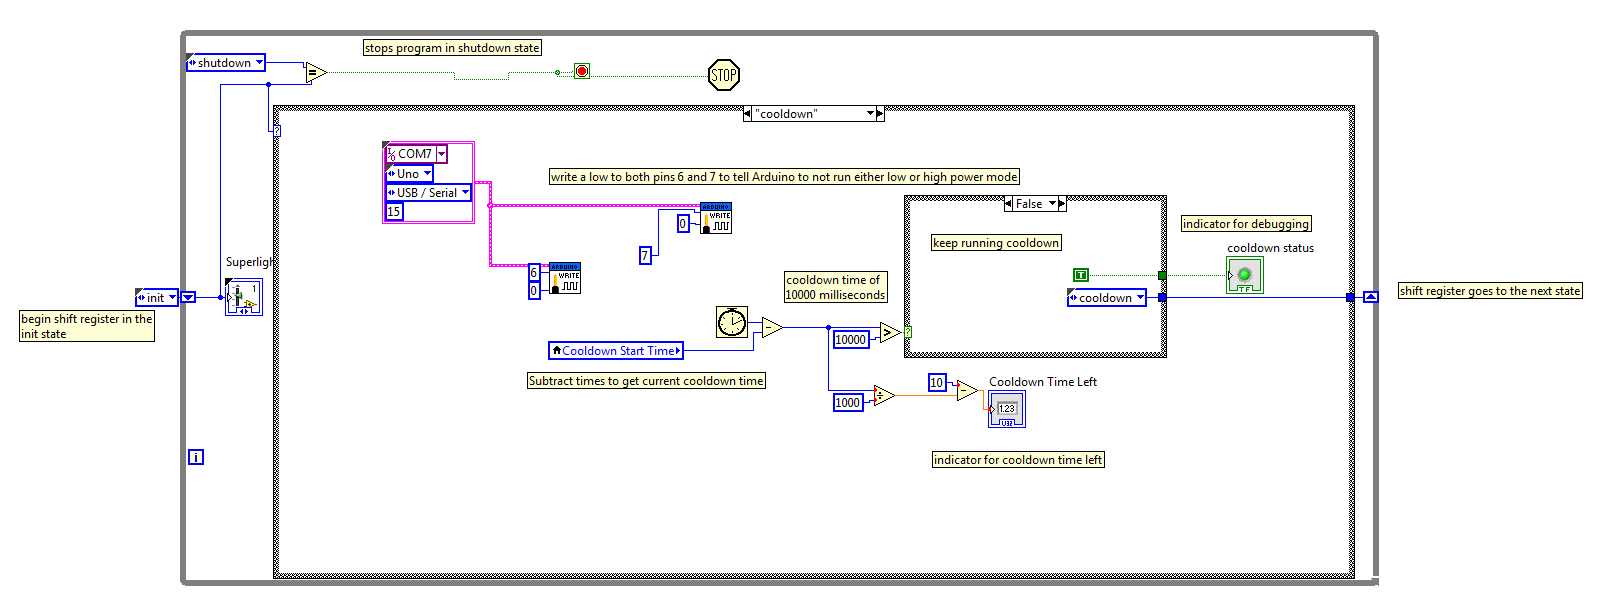 stops program in shutdown state
shutdown
=
STOP
"cooldown"
?
I/O COM7
Uno
USB / Serial
15
write a low to both pins 6 and 7 to tell Arduino to not run either low or high power mode
ARDUINO
WRITE
0
7
False
keep running cooldown
indicator for debugging
cooldown status
T
TF
cooldown
Superligh
1
ARDUINO
WRITE
6
0
cooldown time of
10000 milliseconds
init
begin shift register in the
init state
shift register goes to the next state
-
10000
>
?
Cooldown Start Time
Subtract times to get current cooldown time
10
-
Cooldown Time Left
1.23
U32
1000
÷
i
indicator for cooldown time left